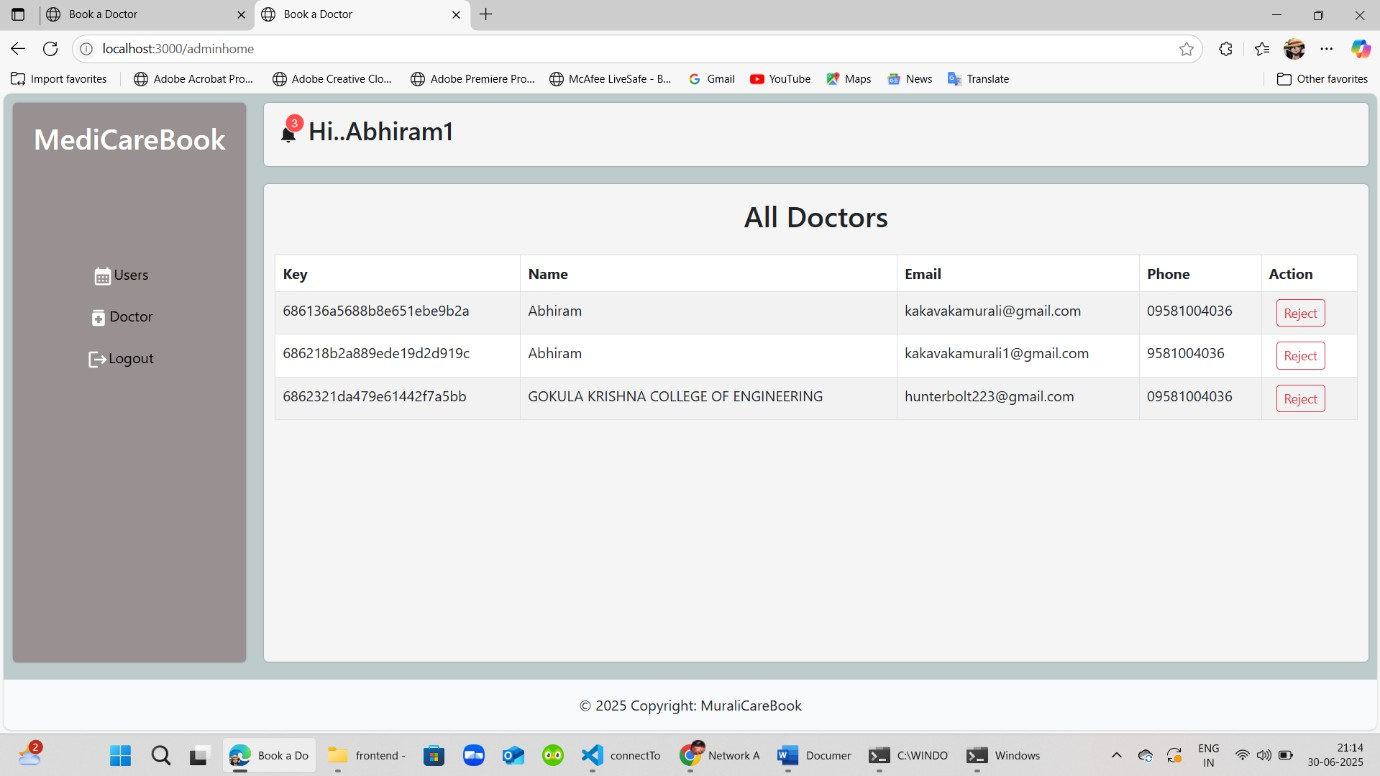 Book a Doctor
Book a Doctor
localhost:3000/adminhome
Import favorites
Adobe Acrobat Pro...
Adobe Creative Clo...
Adobe Premiere Pro...
McAfee LiveSafe - B...
Gmail
YouTube
Maps
News
Translate
Other favorites
MediCareBook
Users
Doctor
Logout
3
Hi..Abhiram1
All Doctors
Key Name Email Phone Action
686136a5688b8e651ebe9b2a Abhiram kakavakamurali@gmail.com 09581004036 Reject
686218b2a889ede19d2d919c Abhiram kakavakamurali1@gmail.com 9581004036 Reject
6862321da479e61442f7a5bb GOKULA KRISHNA COLLEGE OF ENGINEERING hunterbolt223@gmail.com 09581004036 Reject
© 2025 Copyright: MuraliCareBook
2
Book a Do
frontend -
connectTo
Network A
Documer
C:\WINDO
Windows
ENG
IN
21:14
30-06-2025